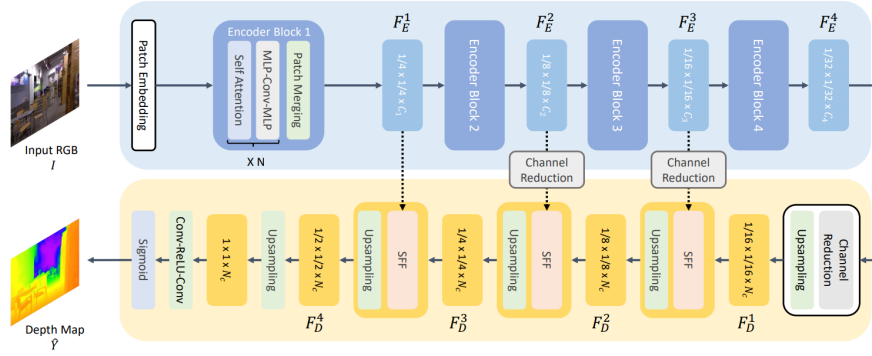 F_E^1
F_E^2
F_E^3
F_E^4
Input RGB
I
Patch Embedding
Encoder Block 1
Self Attention
MLP-Conv-MLP
Patch Merging
X N
1/4 x 1/4 x C_1
Encoder Block 2
1/8 x 1/8 x C_2
Encoder Block 3
1/16 x 1/16 x C_3
Encoder Block 4
1/32 x 1/32 x C_4
Channel
Reduction
Channel
Reduction
Depth Map
Ŷ
Sigmoid
Conv-ReLU-Conv
1 x 1 x N_c
Upsampling
1/2 x 1/2 x N_c
Upsampling
SFF
1/4 x 1/4 x N_c
Upsampling
SFF
1/8 x 1/8 x N_c
Upsampling
SFF
1/16 x 1/16 x N_c
Upsampling
Channel
Reduction
F_D^4
F_D^3
F_D^2
F_D^1